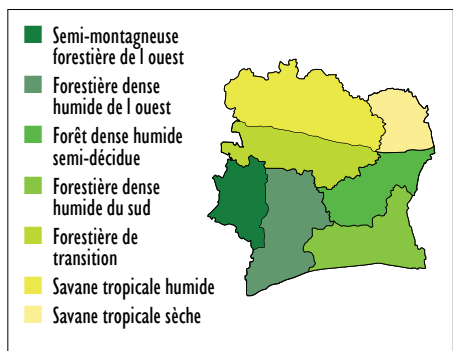 Semi-montagneuse
forestière de l ouest
Forestière dense
humide de l ouest
Forêt dense humide
semi-décidue
Forestière dense
humide du sud
Forestière de
transition
Savane tropicale humide
Savane tropicale sèche